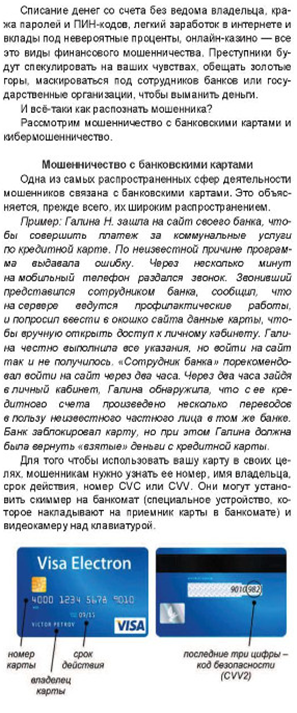 Списание денег со счета без ведома владельца, кра-
жа паролей и ПИН-кодов, легкий заработок в интернете и
вклады под невероятные проценты, онлайн-казино — все
это виды финансового мошенничества. Преступники бу-
дут спекулировать на ваших чувствах, обещать золотые
горы, маскироваться под сотрудников банков или госу-
дарственные организации, чтобы выманить деньги.
И всё-таки как распознать мошенника?
Рассмотрим мошенничество с банковскими картами и
кибермошенничество.
Мошенничество с банковскими картами
Одна из самых распространенных сфер деятельности
мошенников связана с банковскими картами. Это объяс-
няется, прежде всего, их широким распространением.
Пример: Галина Н. зашла на сайт своего банка, что-
бы совершить платеж за коммунальные услуги
по кредитной карте. По неизвестной причине програм-
ма выдавала ошибку. Через несколько минут
на мобильный телефон раздался звонок. Звонивший
представился сотрудником банка, сообщил, что
на сервере ведутся профилактические работы,
и попросил ввести в окошко сайта данные карты, что-
бы вручную открыть доступ к личному кабинету. Гали-
на честно выполнила все указания, но войти на сайт
так и не получилось. «Сотрудник банка» порекомендо-
вал войти на сайт через два часа. Через два часа зайдя
в личный кабинет, Галина обнаружила, что с ее кре-
дитного счета произведено несколько переводов
в пользу неизвестного частного лица в том же банке.
Банк заблокировал карту, но при этом Галина должна
была вернуть «взятые» деньги с кредитной карты.
Для того чтобы использовать вашу карту в своих це-
лях, мошенникам нужно узнать ее номер, имя владельца,
срок действия, номер CVC или CVV. Они могут устано-
вить скиммер на банкомат (специальное устройство, ко-
торое накладывают на приемник карты в банкомате) и
видеокамеру над клавиатурой.
Visa Electron
4000 1234 5678 9010
09/11
VICTOR PETROV
VISA
9010 982
номер
карты
владелец
карты
срок
действия
последние три цифры –
код безопасности
(CVV2)